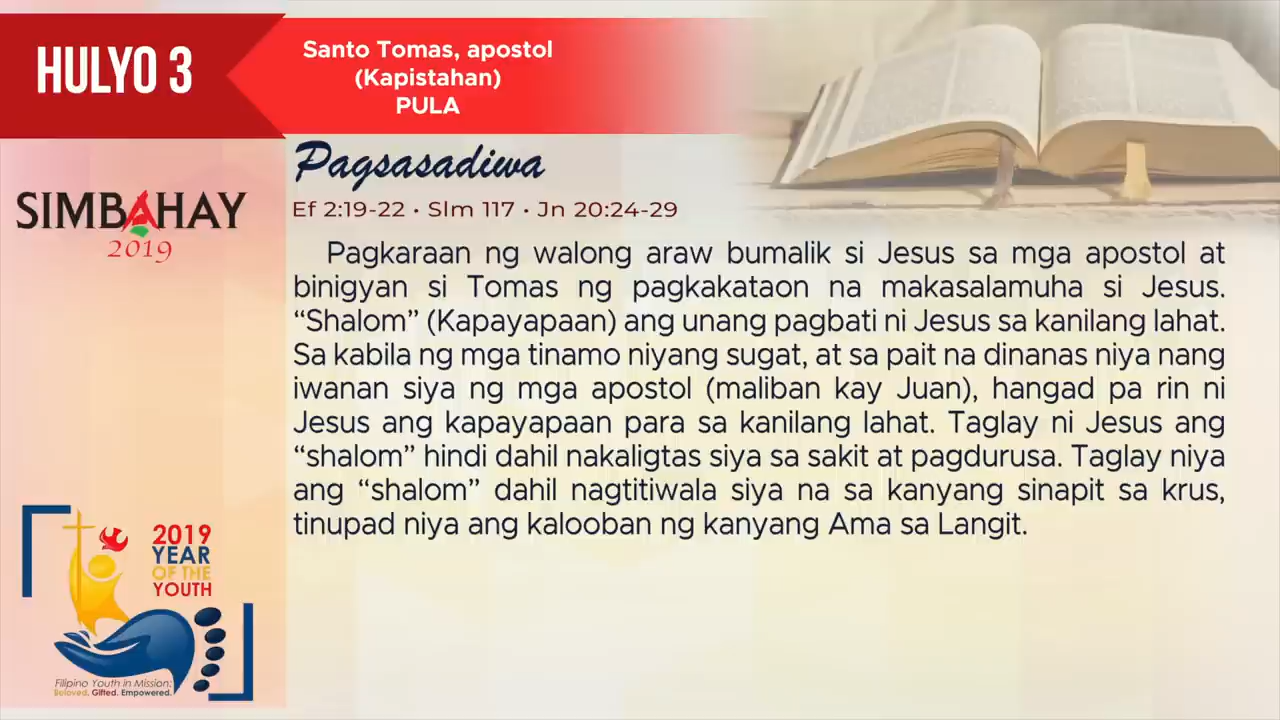 HULYO 3
Santo Tomas, apostol
(Kapistahan)
PULA
SIMBAHAY
2019
Pagsasadiwa
Ef 2:19-22 • Slm 117 • Jn 20:24-29
Pagkaraan ng walong araw bumalik si Jesus sa mga apostol at
binigyan si Tomas ng pagkakataon na makasalamuha si Jesus.
“Shalom” (Kapayapaan) ang unang pagbati ni Jesus sa kanilang lahat.
Sa kabila ng mga tinamo niyang sugat, at sa pait na dinanas niya nang
iwanan siya ng mga apostol (maliban kay Juan), hangad pa rin ni
Jesus ang kapayapaan para sa kanilang lahat. Taglay ni Jesus ang
“shalom” hindi dahil nakaligtas siya sa sakit at pagdurusa. Taglay niya
ang “shalom” dahil nagtitiwala siya na sa kanyang sinapit sa krus,
tinupad niya ang kalooban ng kanyang Ama sa Langit.
2019
YEAR
OF THE
YOUTH
Filipino Youth in Mission:
Beloved. Gifted. Empowered.